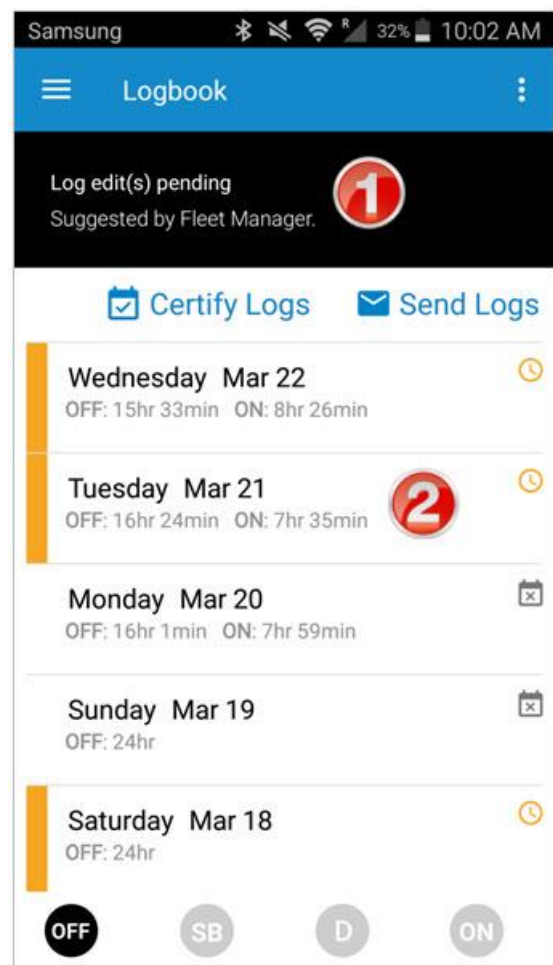 Samsung R 32% 10:02 AM
Logbook
Log edit(s) pending
Suggested by Fleet Manager.
1
Certify Logs Send Logs
Wednesday Mar 22
OFF: 15hr 33min ON: 8hr 26min
Tuesday Mar 21
OFF: 16hr 24min ON: 7hr 35min
2
Monday Mar 20
OFF: 16hr 1min ON: 7hr 59min
Sunday Mar 19
OFF: 24hr
Saturday Mar 18
OFF: 24hr
OFF SB D ON